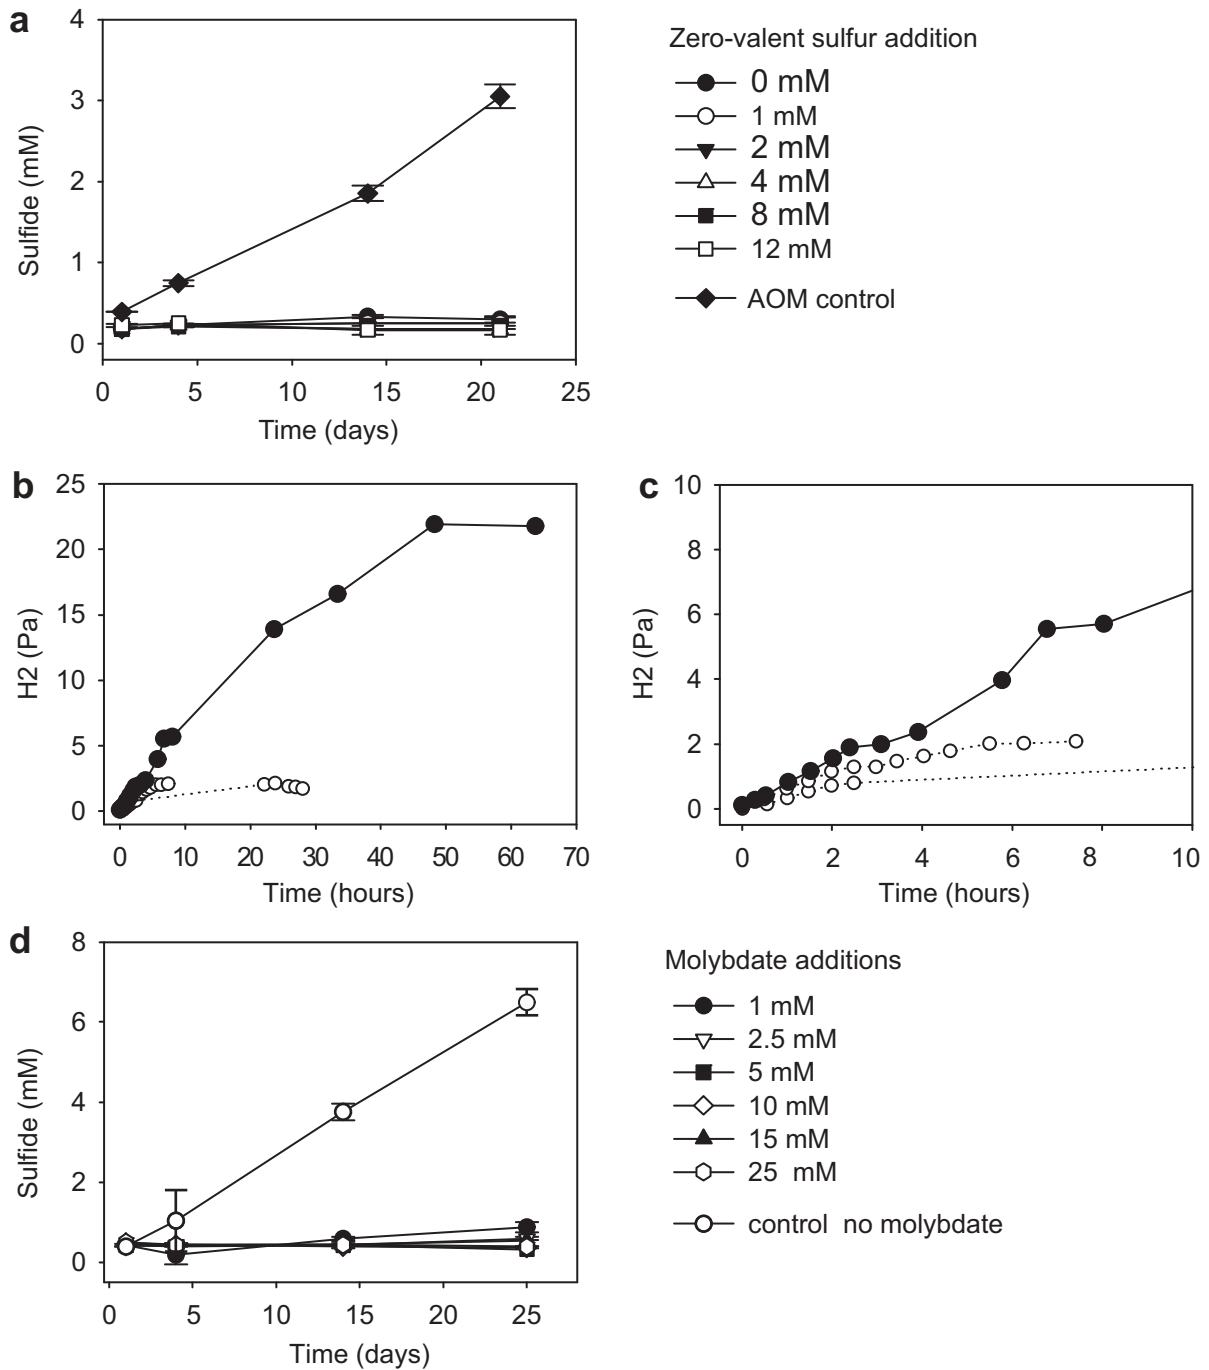 a
4
3
2
1
0
Sulfide (mM)
0 5 10 15 20 25
Time (days)
Zero-valent sulfur addition
0 mM
1 mM
2 mM
4 mM
8 mM
12 mM
AOM control
b
25
20
15
10
5
0
H2 (Pa)
0 10 20 30 40 50 60 70
Time (hours)
c
10
8
6
4
2
0
H2 (Pa)
0 2 4 6 8 10
Time (hours)
d
8
6
4
2
0
Sulfide (mM)
0 5 10 15 20 25
Time (days)
Molybdate additions
1 mM
2.5 mM
5 mM
10 mM
15 mM
25 mM
control no molybdate